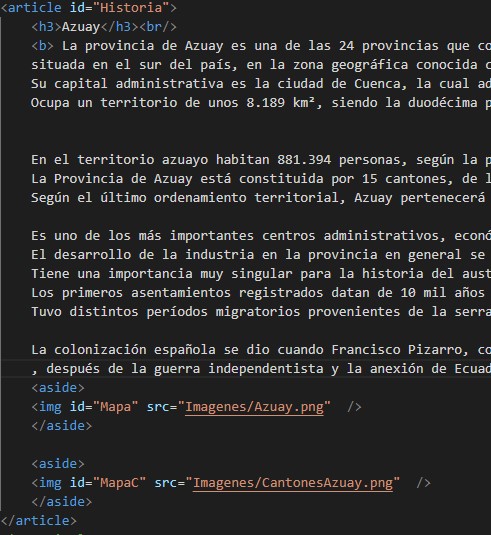 <article id="Historia">
<h3>Azuay</h3><br/>
<b> La provincia de Azuay es una de las 24 provincias que
situada en el sur del país, en la zona geográfica conocida
Su capital administrativa es la ciudad de Cuenca, la cual
Ocupa un territorio de unos 8.189 km², siendo la duodécima
En el territorio azuayo habitan 881.394 personas, según la
La Provincia de Azuay está constituida por 15 cantones, de
Según el último ordenamiento territorial, Azuay pertenecerá
Es uno de los más importantes centros administrativos,
El desarrollo de la industria en la provincia en general se
Tiene una importancia muy singular para la historia del
Los primeros asentamientos registrados datan de 10 mil años
Tuvo distintos períodos migratorios provenientes de la
La colonización española se dio cuando Francisco Pizarro,
, después de la guerra independentista y la anexión de
<aside>
<img id="Mapa" src="Imagenes/Azuay.png"  />
</aside>
<aside>
<img id="MapaC" src="Imagenes/CantonesAzuay.png"  />
</aside>
</article>